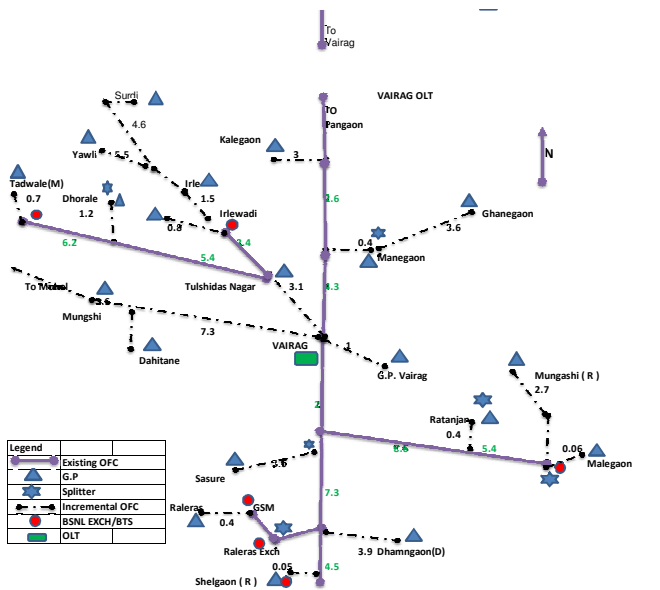 To
Vairag
VAIRAG OLT
TO
Pangaon
Surdi
4.6
Kalegaon
3
N
Yawli
5.5
Tadwale(M)
0.7
Dhorale
1.2
Irle
1.5
Irlewadi
0.8
3.4
2.6
Ghanegaon
3.6
0.4
Manegaon
6.2
5.4
Tulshidas Nagar
3.1
4.3
To
3.6
Mungshi
7.3
VAIRAG
1
G.P. Vairag
Dahitane
Mungashi ( R )
2.7
2
Ratanjan
0.4
8.6
5.4
0.06
Malegaon
Legend
Existing OFC
G.P
Splitter
Incremental OFC
BSNL EXCH/BTS
OLT
Sasure
7.3
Raleras
0.4
GSM
Raleras Exch
3.9
Dhamngaon(D)
0.05
4.5
Shelgaon ( R )